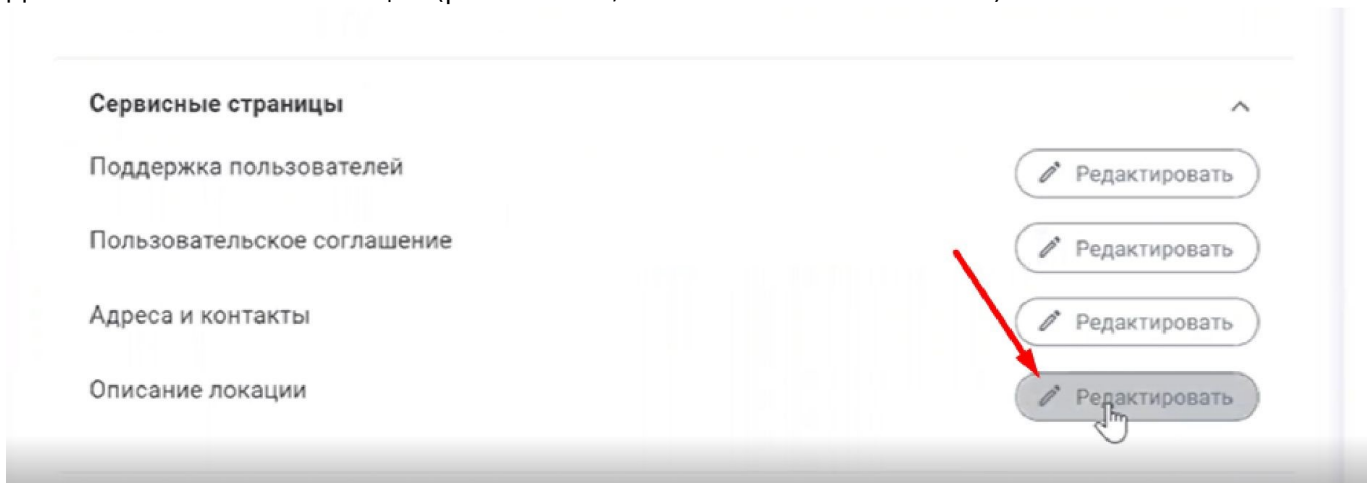 Сервисные страницы
Поддержка пользователей
Редактировать
Пользовательское соглашение
Редактировать
Адреса и контакты
Редактировать
Описание локации
Редактировать